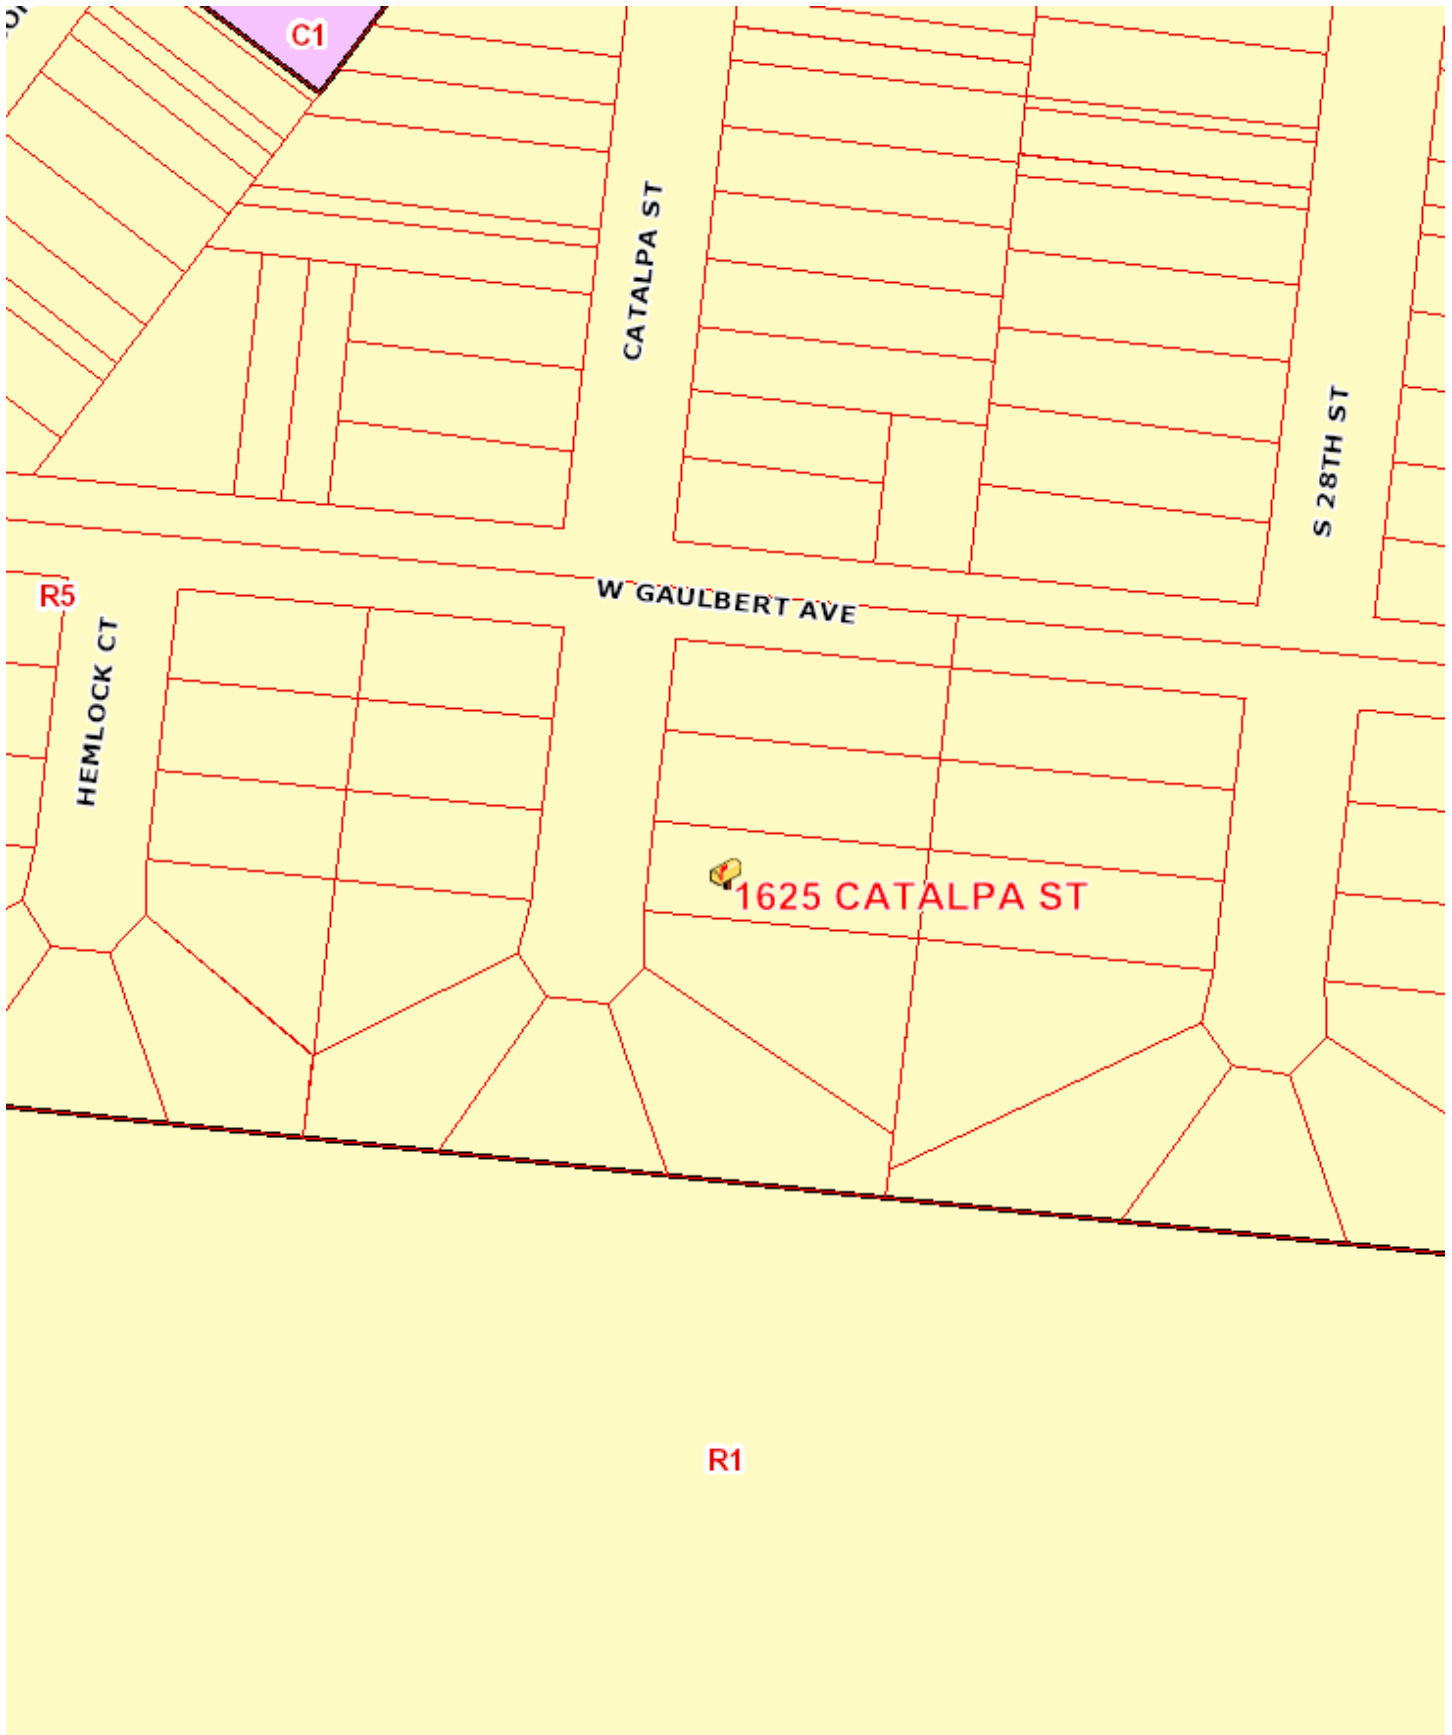 C1
CATALPA ST
S 28TH ST
W GAULBERT AVE
R5
HEMLOCK CT
1625 CATALPA ST
R1